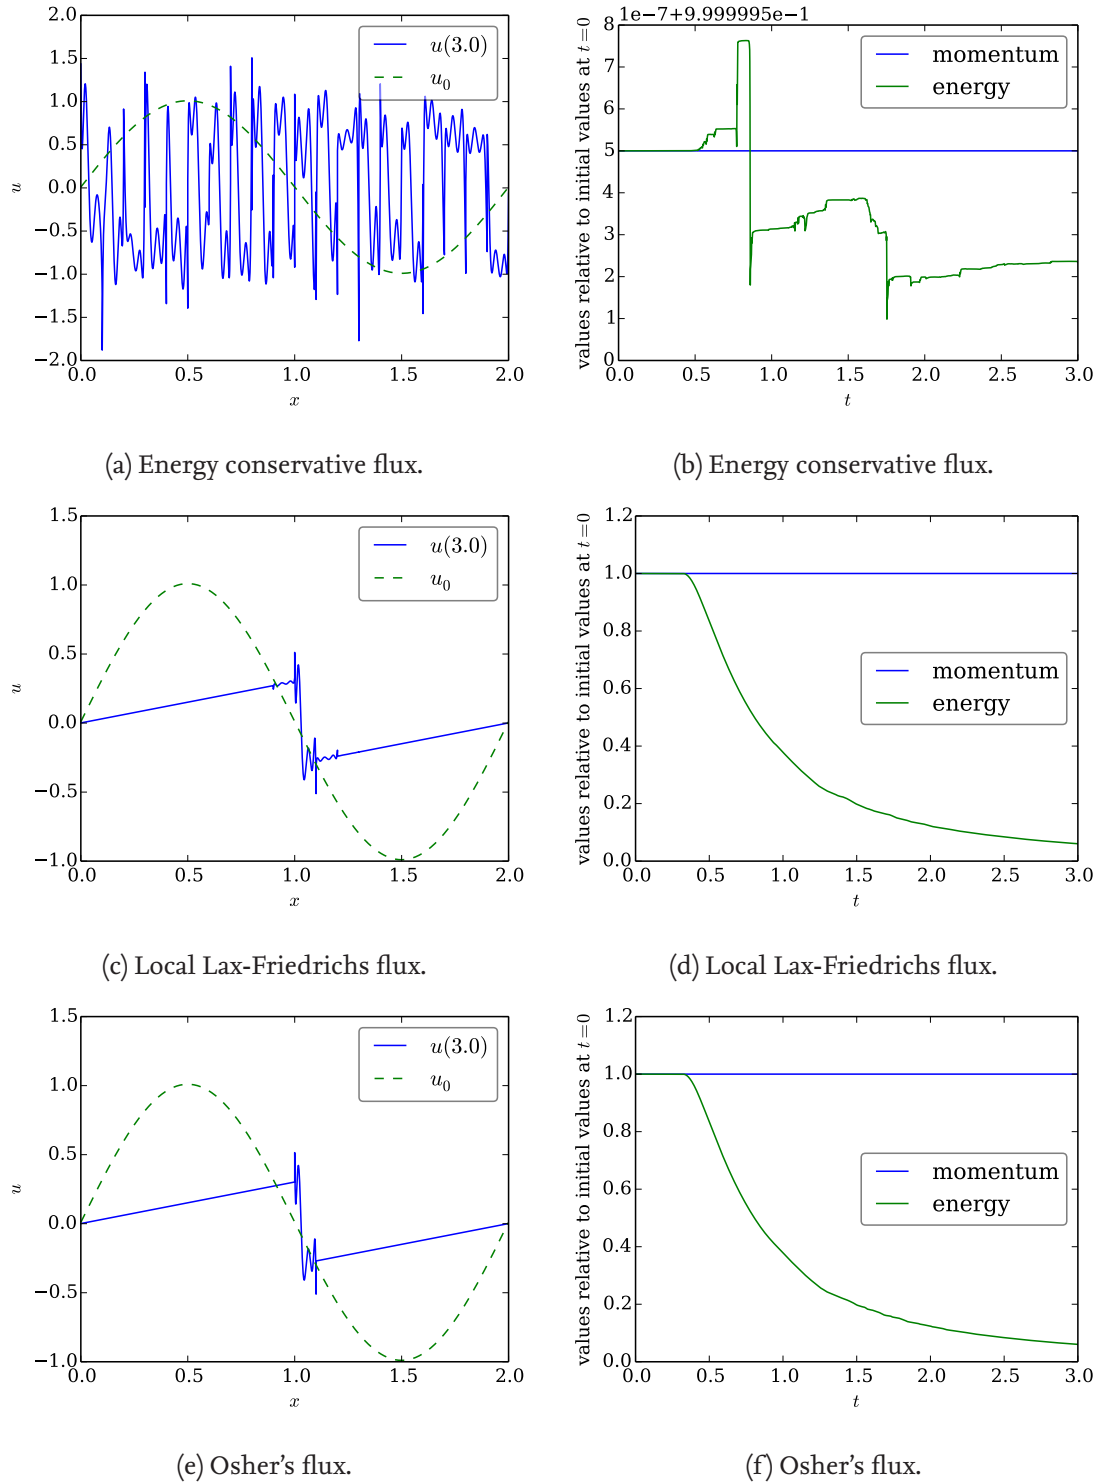 2.0
1.5
1.0
0.5
0.0
−0.5
−1.0
−1.5
−2.0
0.0 0.5 1.0 1.5 2.0
x
u
u(3.0)
u₀
1e-7+9.999995e-1
8
7
6
5
4
3
2
1
0
0.0 0.5 1.0 1.5 2.0 2.5 3.0
t
values relative to initial values at t=0
momentum
energy
(a) Energy conservative flux.
(b) Energy conservative flux.
1.5
1.0
0.5
0.0
−0.5
−1.0
0.0 0.5 1.0 1.5 2.0
x
u
u(3.0)
u₀
1.2
1.0
0.8
0.6
0.4
0.2
0.0
0.0 0.5 1.0 1.5 2.0 2.5 3.0
t
values relative to initial values at t=0
momentum
energy
(c) Local Lax-Friedrichs flux.
(d) Local Lax-Friedrichs flux.
1.5
1.0
0.5
0.0
−0.5
−1.0
0.0 0.5 1.0 1.5 2.0
x
u
u(3.0)
u₀
1.2
1.0
0.8
0.6
0.4
0.2
0.0
0.0 0.5 1.0 1.5 2.0 2.5 3.0
t
values relative to initial values at t=0
momentum
energy
(e) Osher’s flux.
(f) Osher’s flux.